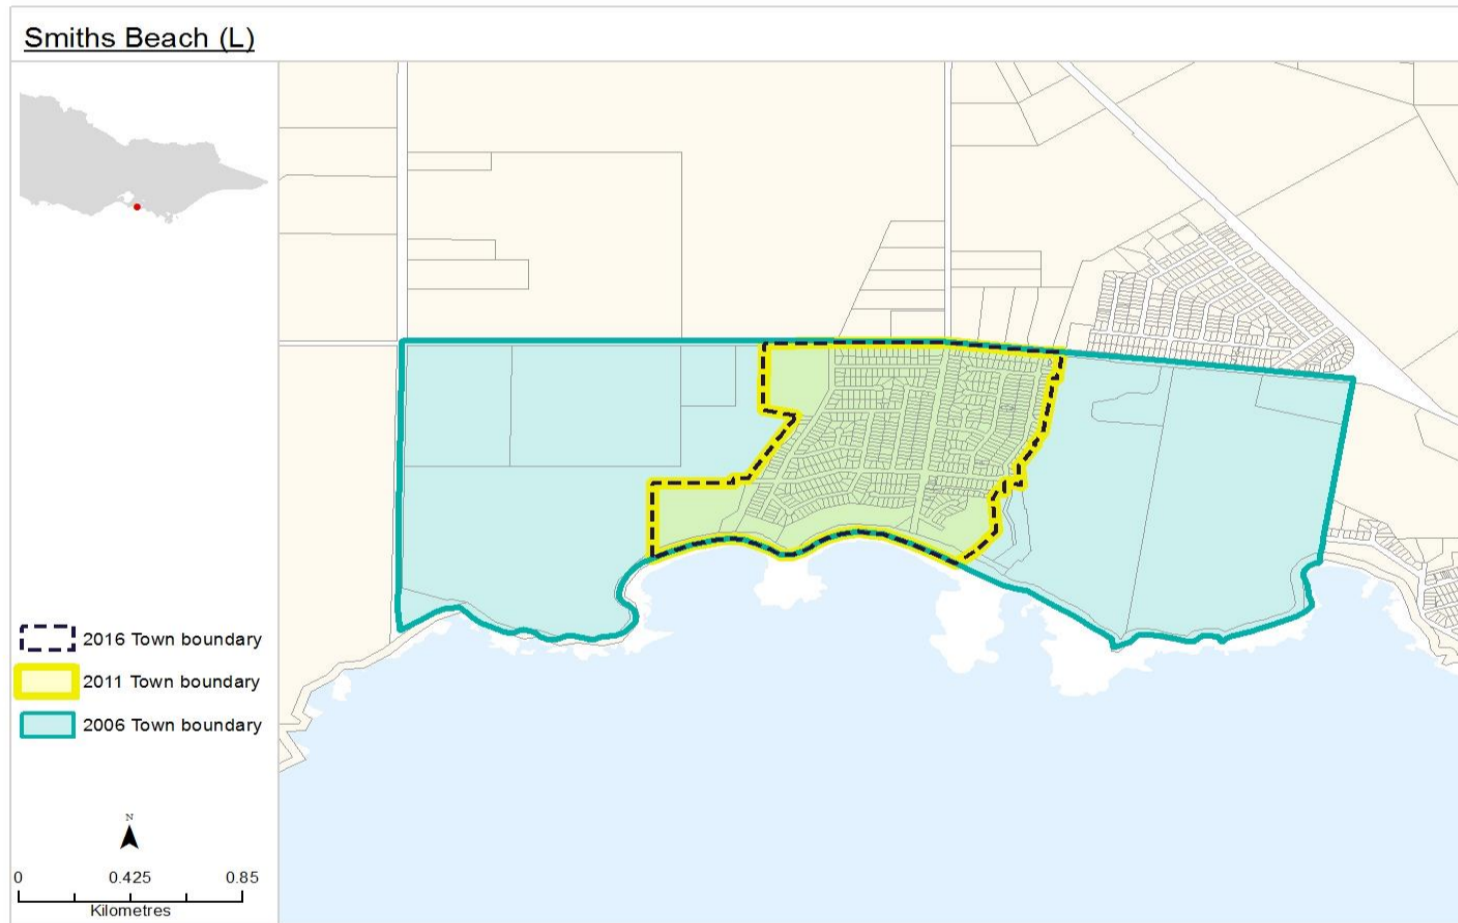 Smiths Beach (L)
2016 Town boundary
2011 Town boundary
2006 Town boundary
N
0 0.425 0.85
Kilometres